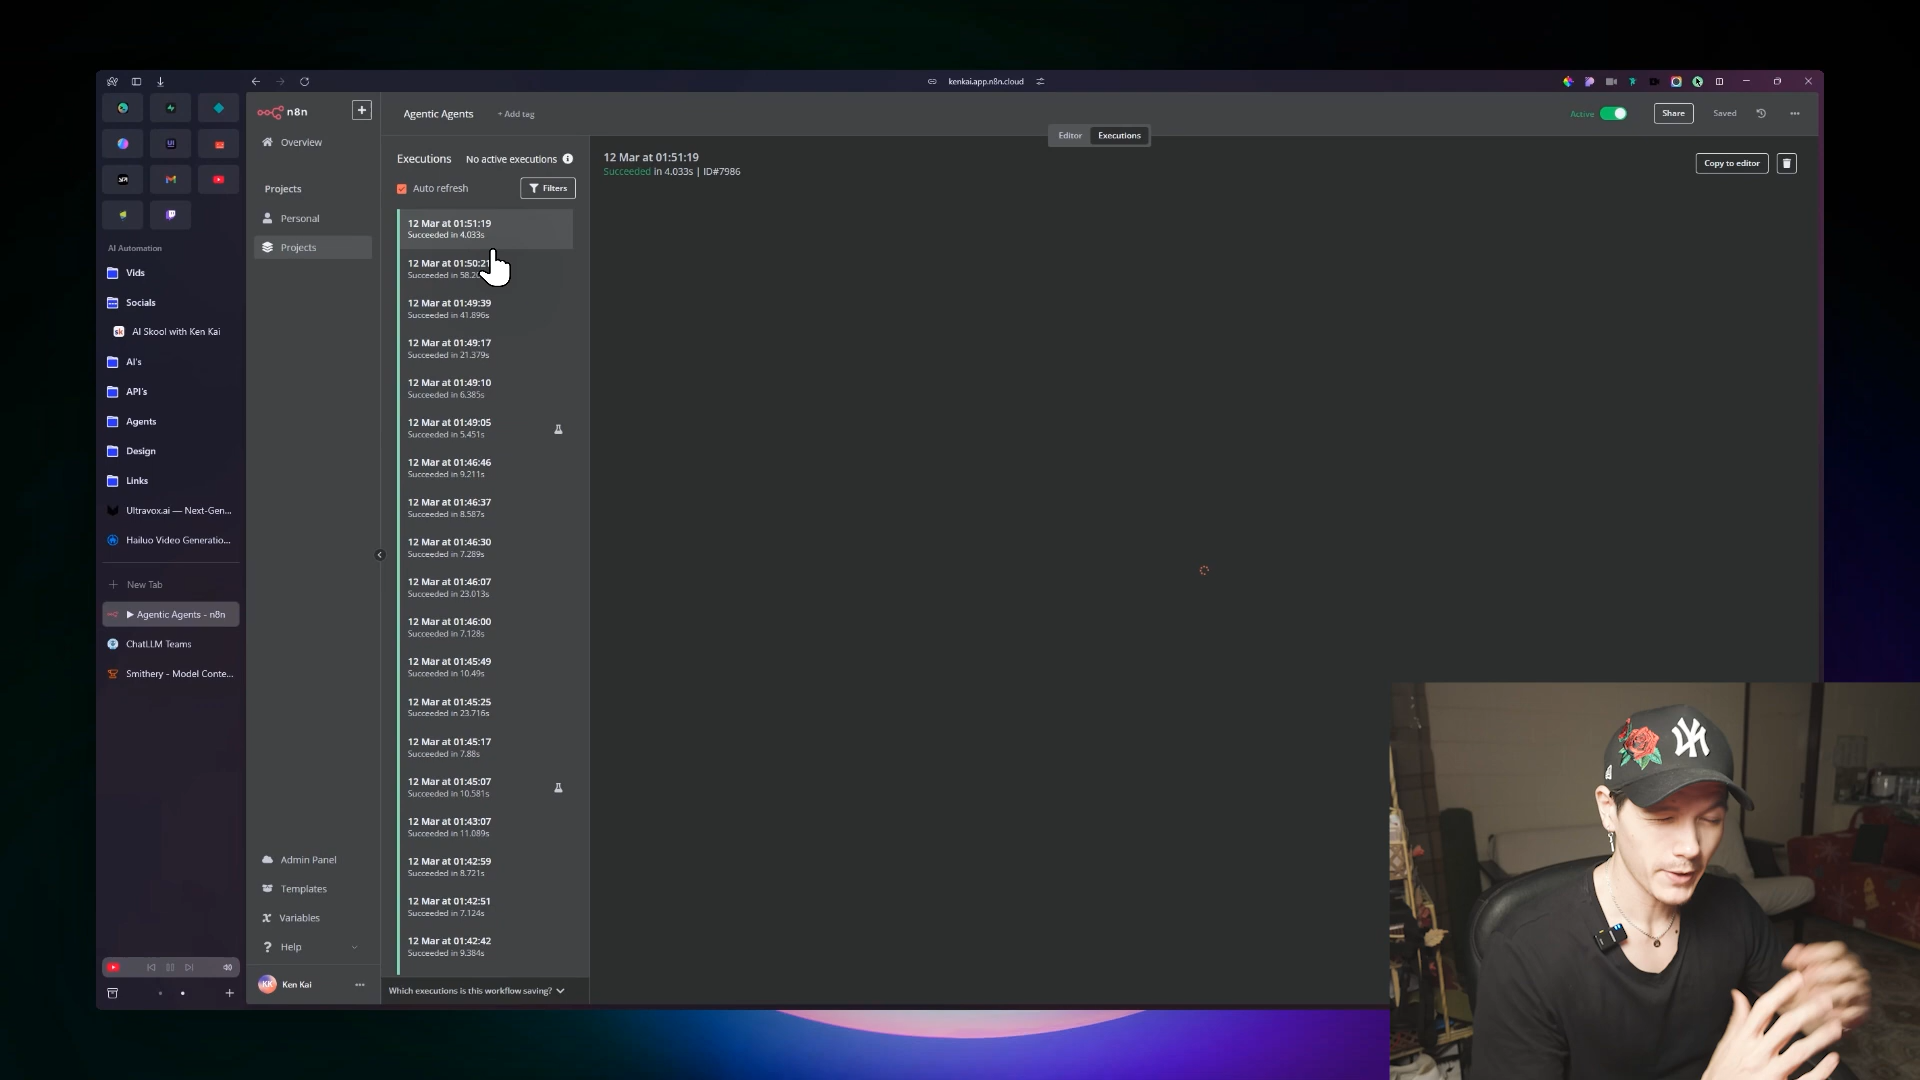 kenkai.app.n8n.cloud
n8n
Agentic Agents
+ Add tag
Active
Share
Saved
Editor
Executions
Overview
Projects
Personal
Projects
Admin Panel
Templates
Variables
Help
Ken Kai
AI Automation
Vids
Socials
AI Skool with Ken Kai
AI's
API's
Agents
Design
Links
Ultravox.ai — Next-Gen...
Hailuo Video Generatio...
New Tab
Agentic Agents - n8n
ChatLLM Teams
Smithery - Model Conte...
Executions
No active executions
Auto refresh
Filters
12 Mar at 01:51:19
Succeeded in 4.033s
12 Mar at 01:50:21
Succeeded in 58.2
12 Mar at 01:49:39
Succeeded in 41.896s
12 Mar at 01:49:17
Succeeded in 21.379s
12 Mar at 01:49:10
Succeeded in 6.385s
12 Mar at 01:49:05
Succeeded in 5.451s
12 Mar at 01:46:46
Succeeded in 9.211s
12 Mar at 01:46:37
Succeeded in 8.587s
12 Mar at 01:46:30
Succeeded in 7.289s
12 Mar at 01:46:07
Succeeded in 23.013s
12 Mar at 01:46:00
Succeeded in 7.128s
12 Mar at 01:45:49
Succeeded in 10.49s
12 Mar at 01:45:25
Succeeded in 23.716s
12 Mar at 01:45:17
Succeeded in 7.88s
12 Mar at 01:45:07
Succeeded in 10.581s
12 Mar at 01:43:07
Succeeded in 11.089s
12 Mar at 01:42:59
Succeeded in 8.721s
12 Mar at 01:42:51
Succeeded in 7.124s
12 Mar at 01:42:42
Succeeded in 9.384s
Which executions is this workflow saving?
12 Mar at 01:51:19
Succeeded in 4.033s | ID#7986
Copy to editor
KK
UI
sk
NY